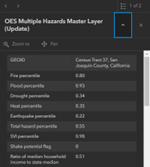 1 of 2
OES Multiple Hazards Master Layer
(Update)
Zoom to
Pan
GEOID Census Tract 37, San
Joaquin County, California
Fire percentile 0.80
Flood percentile 0.93
Drought percentile 0.34
Heat percentile 0.35
Earthquake percentile 0.22
Total hazard percentile 0.55
SVI percentile 0.98
Shake potential flag 0
Ratio of median household 0.51
income to state median